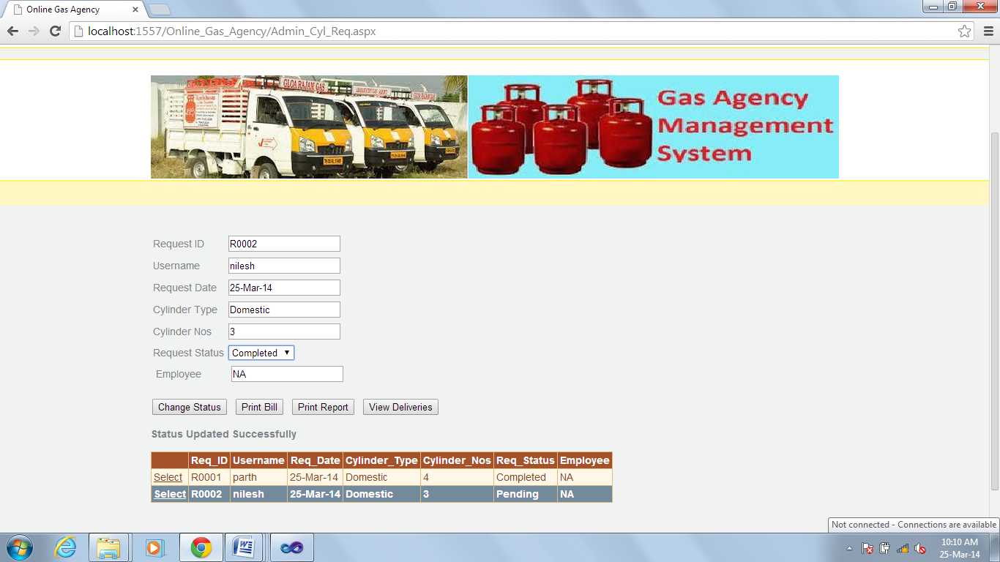 Online Gas Agency
localhost:1557/Online_Gas_Agency/Admin_Cyl_Req.aspx
GLOA RAJAM GAS
Gas Agency
Management
System
Request ID R0002
Username nilesh
Request Date 25-Mar-14
Cylinder Type Domestic
Cylinder Nos 3
Request Status Completed
Employee NA
Change Status Print Bill Print Report View Deliveries
Status Updated Successfully
Req_ID Username Req_Date Cylinder_Type Cylinder_Nos Req_Status Employee
Select R0001 parth 25-Mar-14 Domestic 4 Completed NA
Select R0002 nilesh 25-Mar-14 Domestic 3 Pending NA
Not connected - Connections are available
10:10 AM
25-Mar-14